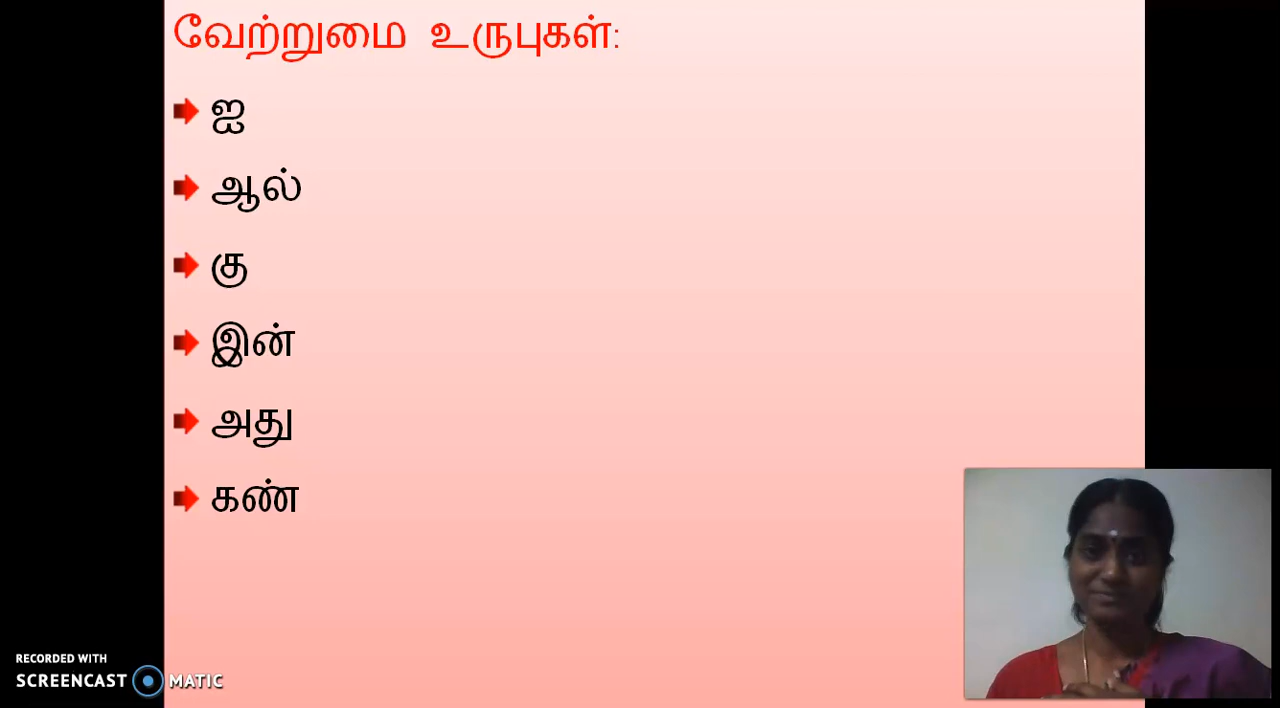 வேற்றுமை உருபுகள்:
ஐ
ஆல்
கு
இன்
அது
கண்
RECORDED WITH
SCREENCAST MATIC